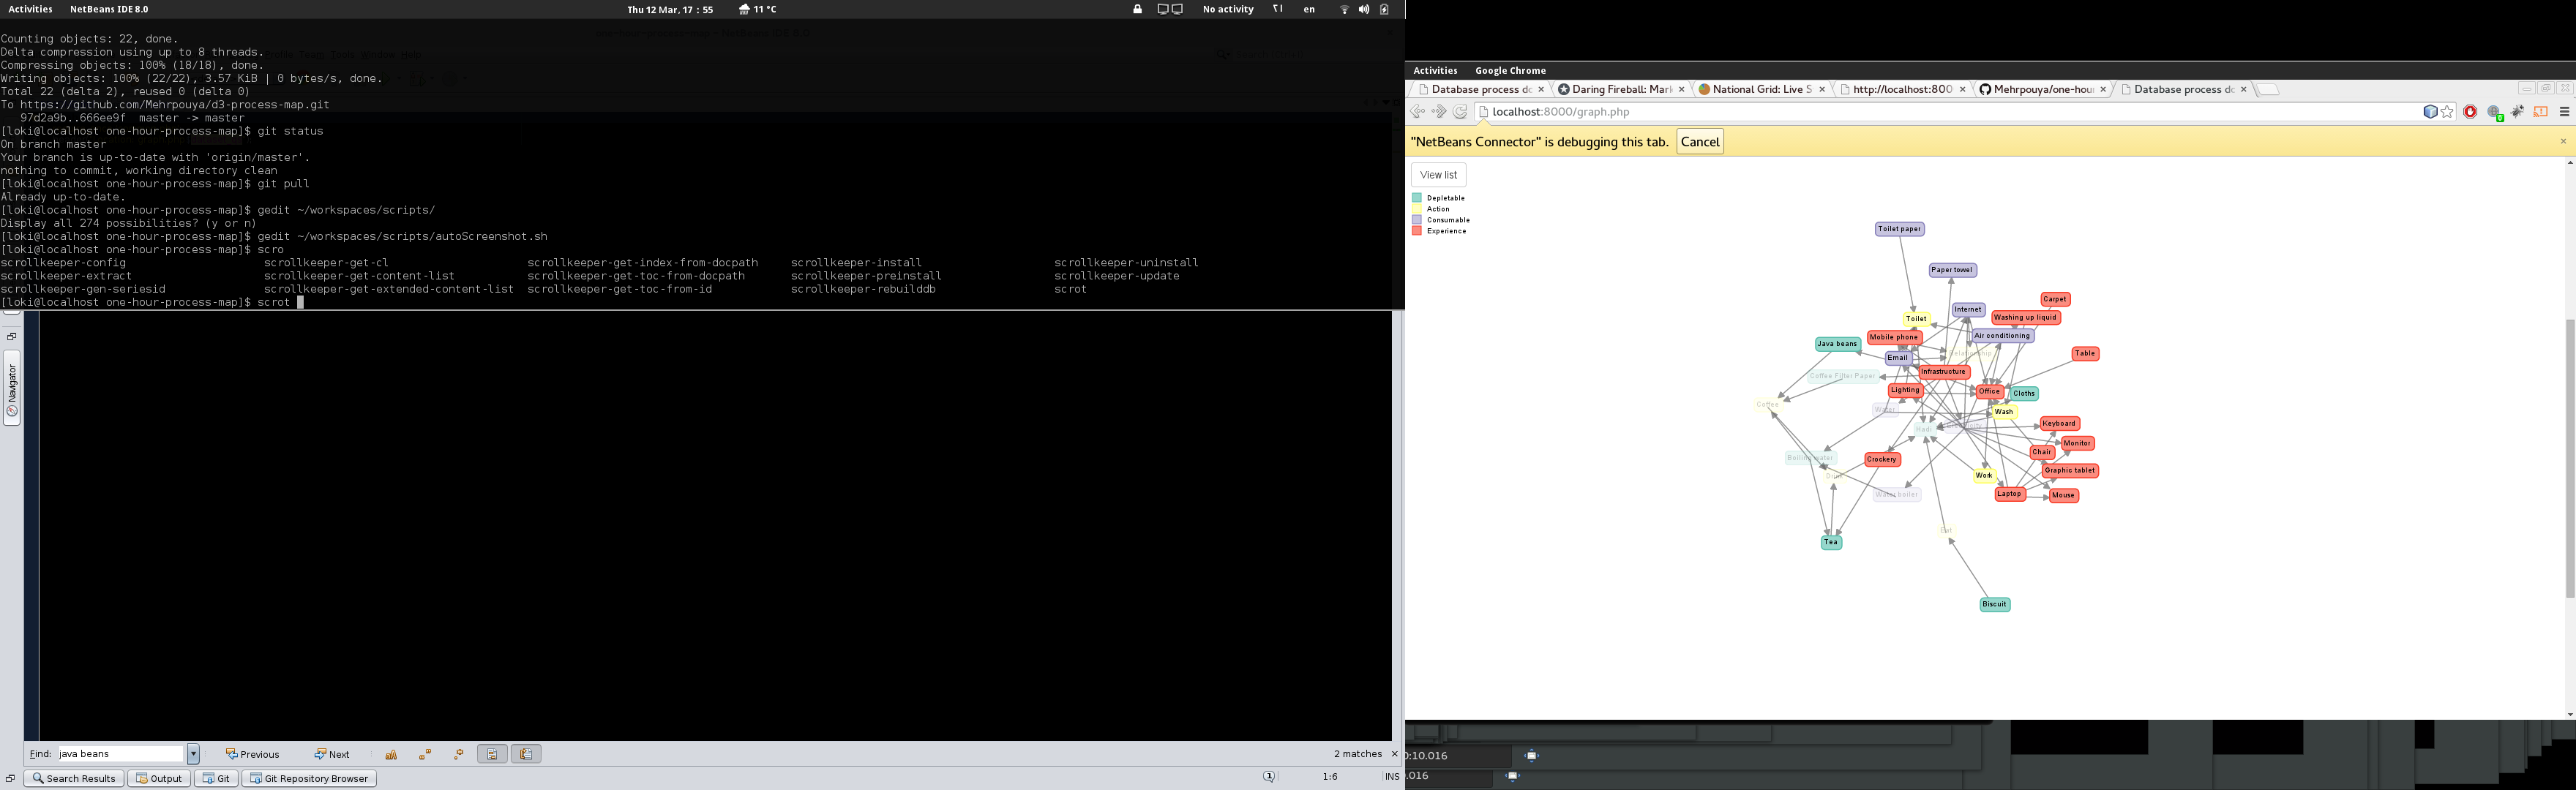 Activities NetBeans IDE 8.0 Thu 12 Mar, 17 : 55 11 °C No activity en
Counting objects: 22, done.
Delta compression using up to 8 threads.
Compressing objects: 100% (18/18), done.
Writing objects: 100% (22/22), 3.57 KiB | 0 bytes/s, done.
Total 22 (delta 2), reused 0 (delta 0)
To https://github.com/Mehrpouya/d3-process-map.git
97d2a9b..666ee9f master -> master
[loki@localhost one-hour-process-map]$ git status
On branch master
Your branch is up-to-date with 'origin/master'.
nothing to commit, working directory clean
[loki@localhost one-hour-process-map]$ git pull
Already up-to-date.
[loki@localhost one-hour-process-map]$ gedit ~/workspaces/scripts/
Display all 274 possibilities? (y or n)
[loki@localhost one-hour-process-map]$ gedit ~/workspaces/scripts/autoScreenshot.sh
[loki@localhost one-hour-process-map]$ scro
scrollkeeper-config scrollkeeper-get-cl scrollkeeper-get-index-from-docpath scrollkeeper-install scrollkeeper-uninstall
scrollkeeper-extract scrollkeeper-get-content-list scrollkeeper-get-toc-from-docpath scrollkeeper-preinstall scrollkeeper-update
scrollkeeper-gen-seriesid scrollkeeper-get-extended-content-list scrollkeeper-get-toc-from-id scrollkeeper-rebuilddb scrot
[loki@localhost one-hour-process-map]$ scrot
Navigator
Find: java beans Previous Next 2 matches
Search Results Output Git Git Repository Browser 1:6 INS
Activities Google Chrome
Database process do Daring Fireball: Mark National Grid: Live S http://localhost:800 Mehrpouya/one-hour Database process do
localhost:8000/graph.php
"NetBeans Connector" is debugging this tab. Cancel
View list
Depletable
Action
Consumable
Experience
Toilet paper
Paper towel
Carpet
Internet
Toilet
Washing up liquid
Mobile phone
Air conditioning
Java beans
Email
Relationship
Table
Infrastructure
Coffee Filter Paper
Lighting
Office
Cloths
Coffee
Water
Wash
Keyboard
Hadi
Monitor
Chair
Boiling water
Crockery
Graphic tablet
Drink
Work
Water boiler
Laptop
Mouse
Eat
Tea
Biscuit
0:10.016
.016